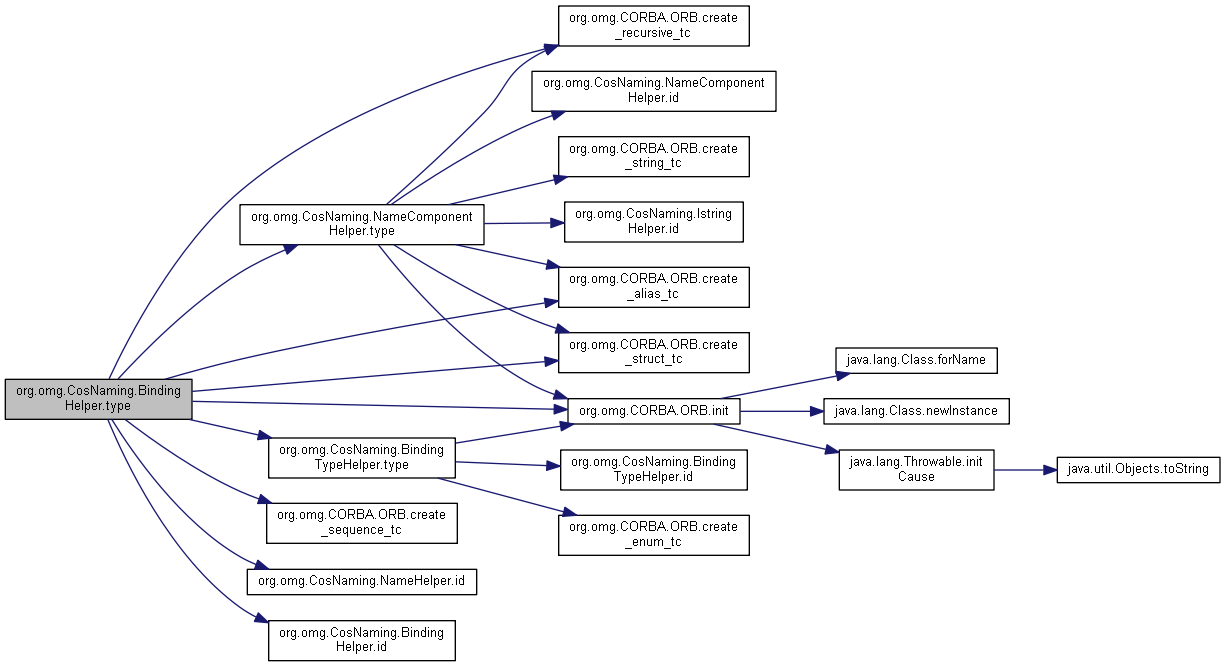 org.omg.CORBA.ORB.create
_recursive_tc
org.omg.CosNaming.NameComponent
Helper.id
org.omg.CORBA.ORB.create
_string_tc
org.omg.CosNaming.NameComponent
Helper.type
org.omg.CosNaming.Istring
Helper.id
org.omg.CORBA.ORB.create
_alias_tc
org.omg.CORBA.ORB.create
_struct_tc
java.lang.Class.forName
org.omg.CosNaming.Binding
Helper.type
org.omg.CORBA.ORB.init
java.lang.Class.newInstance
org.omg.CosNaming.Binding
TypeHelper.type
org.omg.CosNaming.Binding
TypeHelper.id
java.lang.Throwable.init
Cause
java.util.Objects.toString
org.omg.CORBA.ORB.create
_sequence_tc
org.omg.CORBA.ORB.create
_enum_tc
org.omg.CosNaming.NameHelper.id
org.omg.CosNaming.Binding
Helper.id